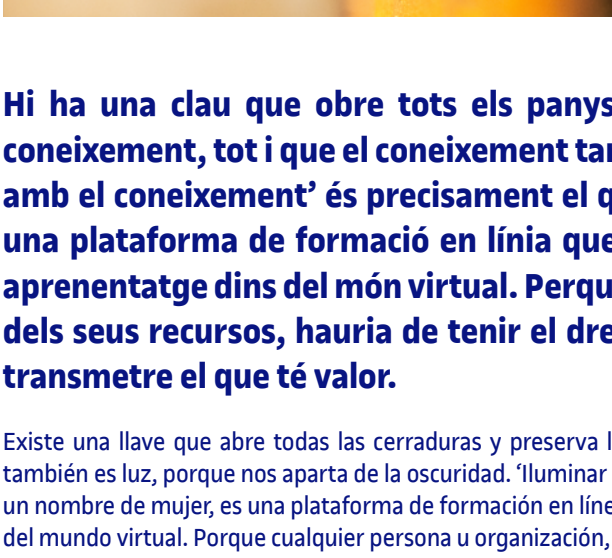 Hi ha una clau que obre tots els panys
coneixement, tot i que el coneixement tam
amb el coneixement’ és precisament el q
una plataforma de formació en línia que
aprenentatge dins del món virtual. Perqu
dels seus recursos, hauria de tenir el dre
transmetre el que té valor.
Existe una llave que abre todas las cerraduras y preserva l
también es luz, porque nos aparta de la oscuridad. ‘Iluminar
un nombre de mujer, es una plataforma de formación en líne
del mundo virtual. Porque cualquier persona u organización,